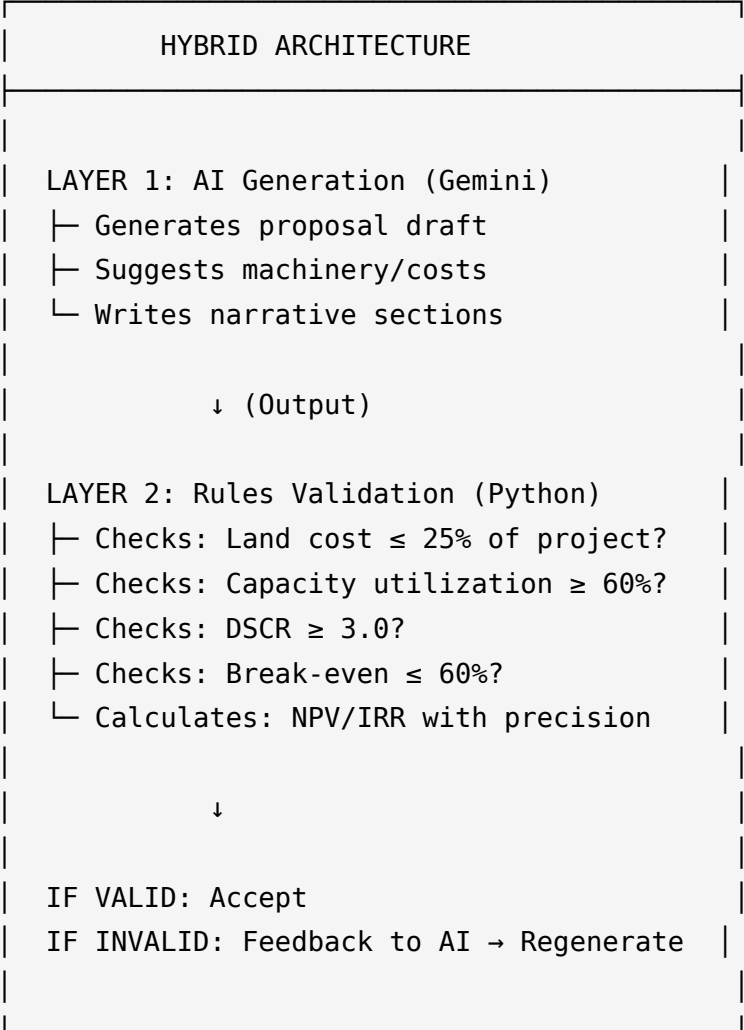 HYBRID ARCHITECTURE
LAYER 1: AI Generation (Gemini)
├─ Generates proposal draft
├─ Suggests machinery/costs
└─ Writes narrative sections
↓ (Output)
LAYER 2: Rules Validation (Python)
├─ Checks: Land cost ≤ 25% of project?
├─ Checks: Capacity utilization ≥ 60%?
├─ Checks: DSCR ≥ 3.0?
├─ Checks: Break-even ≤ 60%?
└─ Calculates: NPV/IRR with precision
↓
IF VALID: Accept
IF INVALID: Feedback to AI → Regenerate